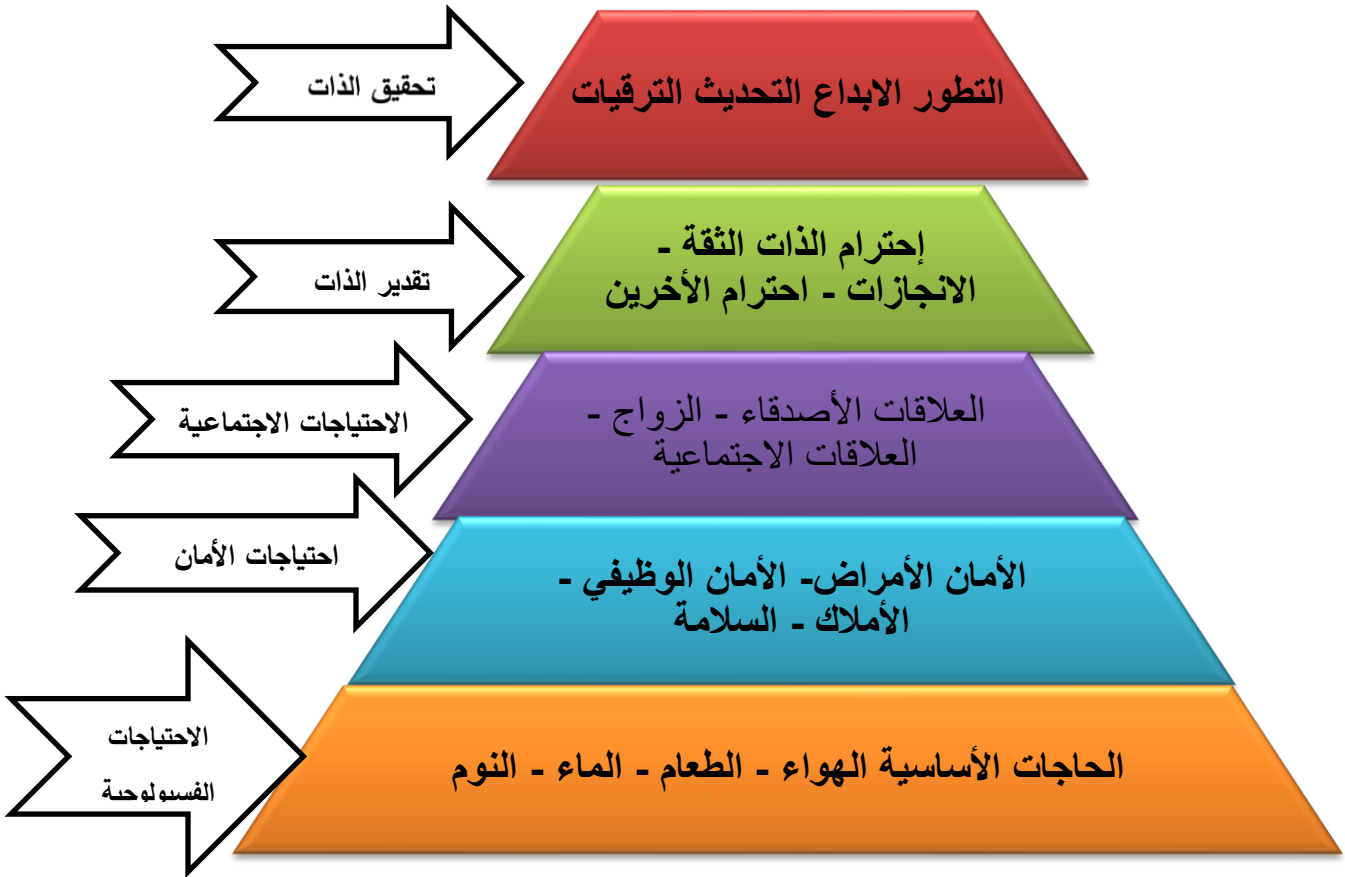 تحقيق الذات
التطور الابداع التحديث الترقيات
تقدير الذات
إحترام الذات الثقة -
الانجازات - احترام الأخرين
الاحتياجات الاجتماعية
العلاقات الأصدقاء - الزواج -
العلاقات الاجتماعية
احتياجات الأمان
الأمان الأمراض- الأمان الوظيفي -
الأملاك - السلامة
الاحتياجات
الفسيولوجية
الحاجات الأساسية الهواء - الطعام - الماء - النوم